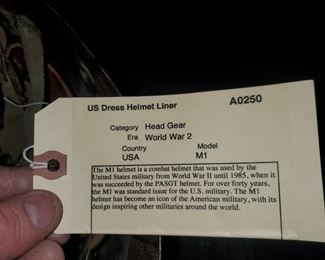 US Dress Helmet Liner A0250
Category Head Gear
Era World War 2
Country Model
USA M1
The M1 helmet is a combat helmet that was used by the
United States military from World War II until 1985, when it
was succeeded by the PASGT helmet. For over forty years,
the M1 was standard issue for the U.S. military. The M1
helmet has become an icon of the American military, with its
design inspiring other militaries around the world.